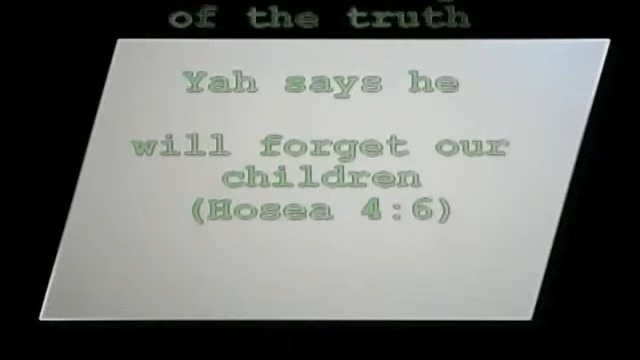 of the truth
Yah says he
will forget our
children
(Hosea 4:6)